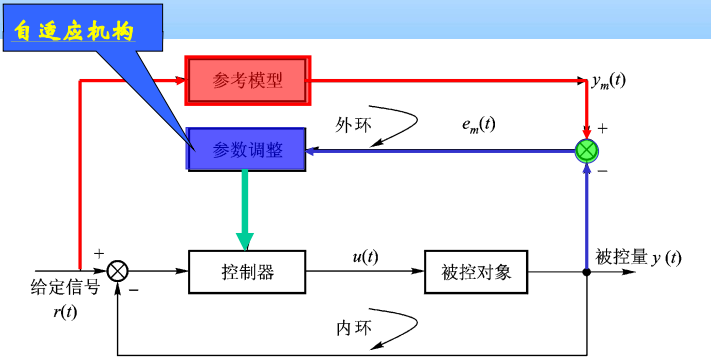 自适应机构
参考模型
ym(t)
外环
em(t)
+
参数调整
−
+
给定信号
r(t)
−
控制器
u(t)
被控对象
被控量 y(t)
内环